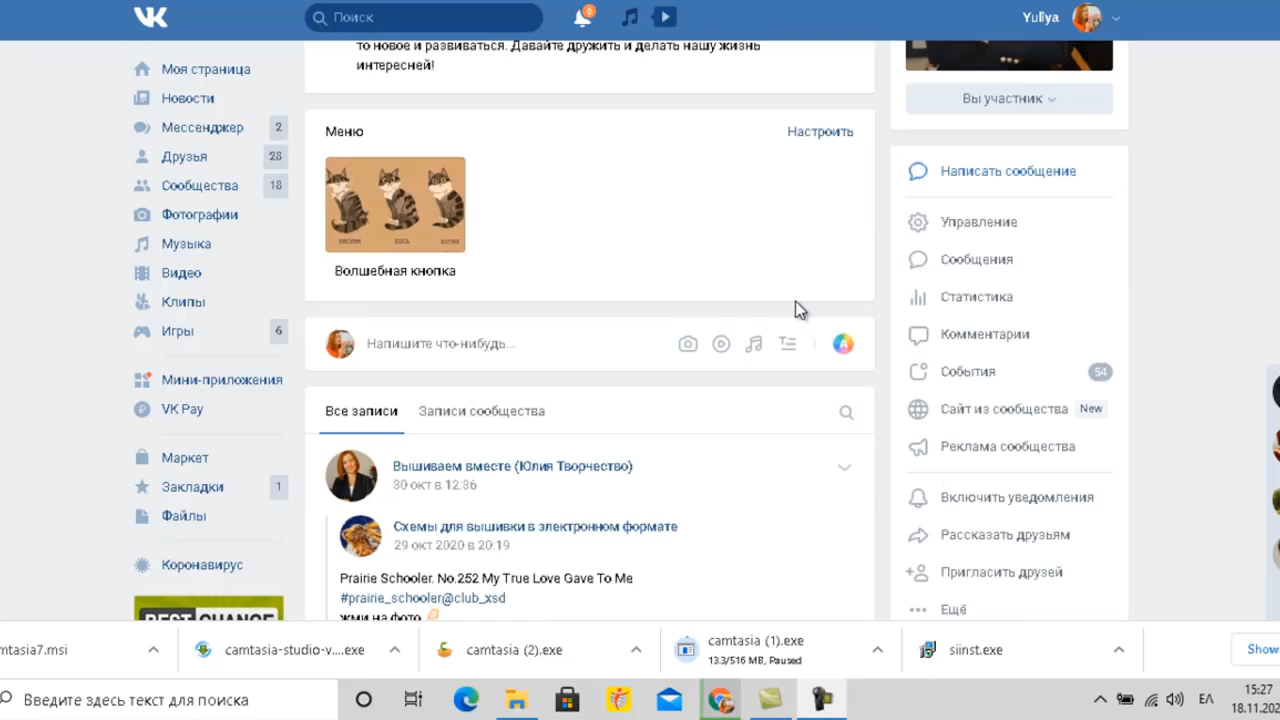 Поиск
6
Yuliya
Моя страница
Новости
Мессенджер 2
Друзья 28
Сообщества 18
Фотографии
Музыка
Видео
Клипы
Игры 6
Мини-приложения
VK Pay
Маркет
Закладки 1
Файлы
Коронавирус
BEST CHANGE
то новое и развиваться. Давайте дружить и делать нашу жизнь
интересней!
Меню Настроить
Волшебная кнопка
Напишите что-нибудь...
Все записи Записи сообщества
Вышиваем вместе (Юлия Творчество)
30 окт в 12:36
Схемы для вышивки в электронном формате
29 окт 2020 в 20:19
Prairie Schooler. No.252 My True Love Gave To Me
#prairie_schooler@club_xsd
жми на фото
Вы участник
Написать сообщение
Управление
Сообщения
Статистика
Комментарии
События 54
Сайт из сообщества New
Реклама сообщества
Включить уведомления
Рассказать друзьям
Пригласить друзей
Ещё
mtasia7.msi
camtasia-studio-v....exe
camtasia (2).exe
camtasia (1).exe
13.3/516 MB, Paused
siinst.exe
Show
Введите здесь текст для поиска
ЕΛ
15:27
18.11.202